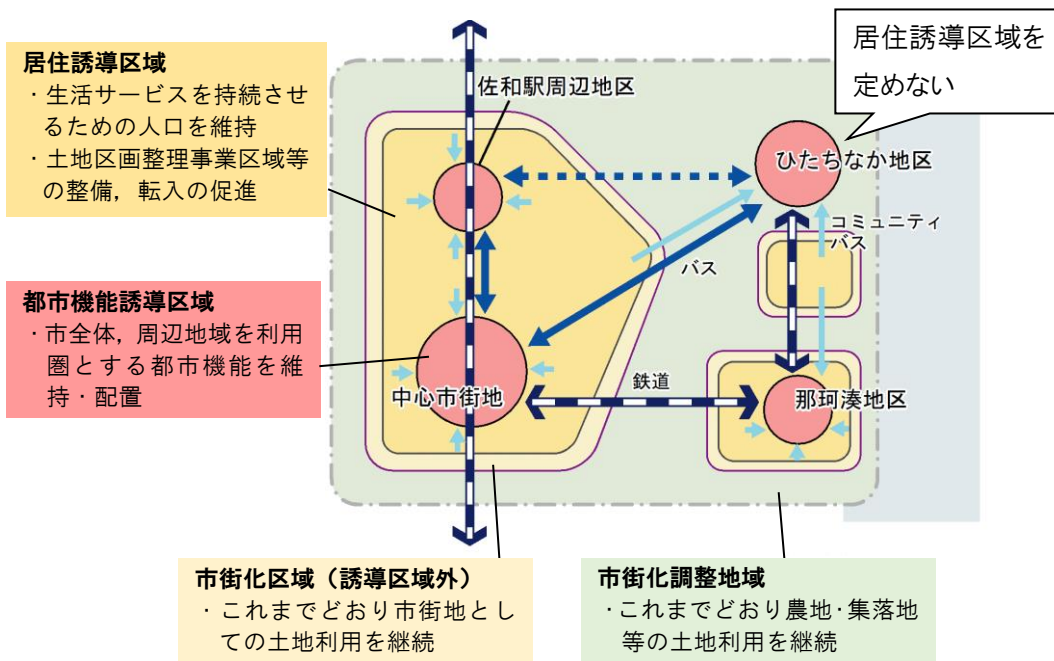 居住誘導区域
・生活サービスを持続させ
るための人口を維持
・土地区画整理事業区域等
の整備，転入の促進
都市機能誘導区域
・市全体，周辺地域を利用
圏とする都市機能を維
持・配置
佐和駅周辺地区
居住誘導区域を
定めない
ひたちなか地区
コミュニティ
バス
バス
中心市街地
鉄道
那珂湊地区
市街化区域（誘導区域外）
・これまでどおり市街地とし
ての土地利用を継続
市街化調整地域
・これまでどおり農地・集落地
等の土地利用を継続